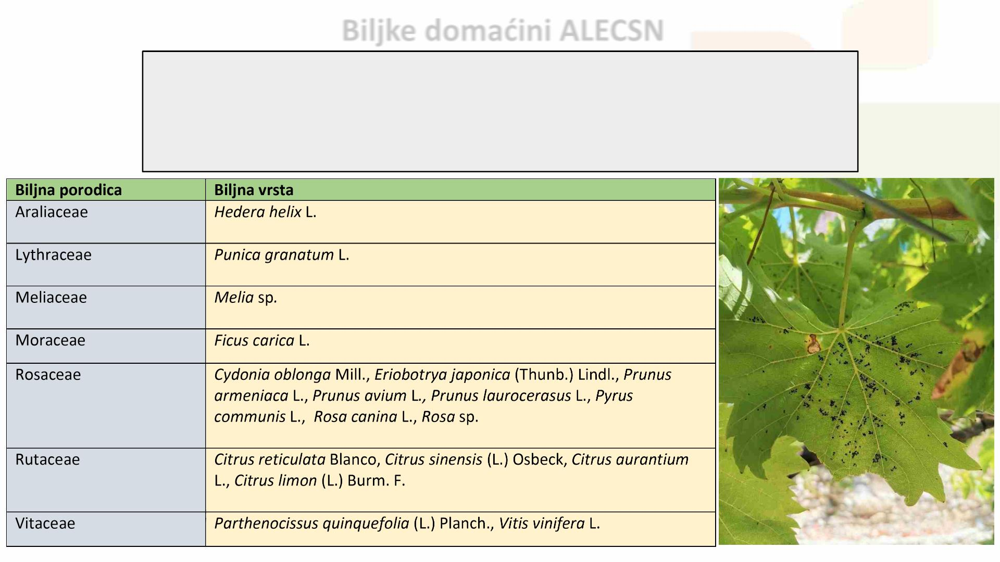 Biljke domaćini ALECSN
Biljna porodica
Biljna vrsta
Araliaceae
Hedera helix L.
Lythraceae
Punica granatum L.
Meliaceae
Melia sp.
Moraceae
Ficus carica L.
Rosaceae
Cydonia oblonga Mill., Eriobotrya japonica (Thunb.) Lindl., Prunus
armeniaca L., Prunus avium L., Prunus laurocerasus L., Pyrus
communis L., Rosa canina L., Rosa sp.
Rutaceae
Citrus reticulata Blanco, Citrus sinensis (L.) Osbeck, Citrus aurantium
L., Citrus limon (L.) Burm. F.
Vitaceae
Parthenocissus quinquefolia (L.) Planch., Vitis vinifera L.